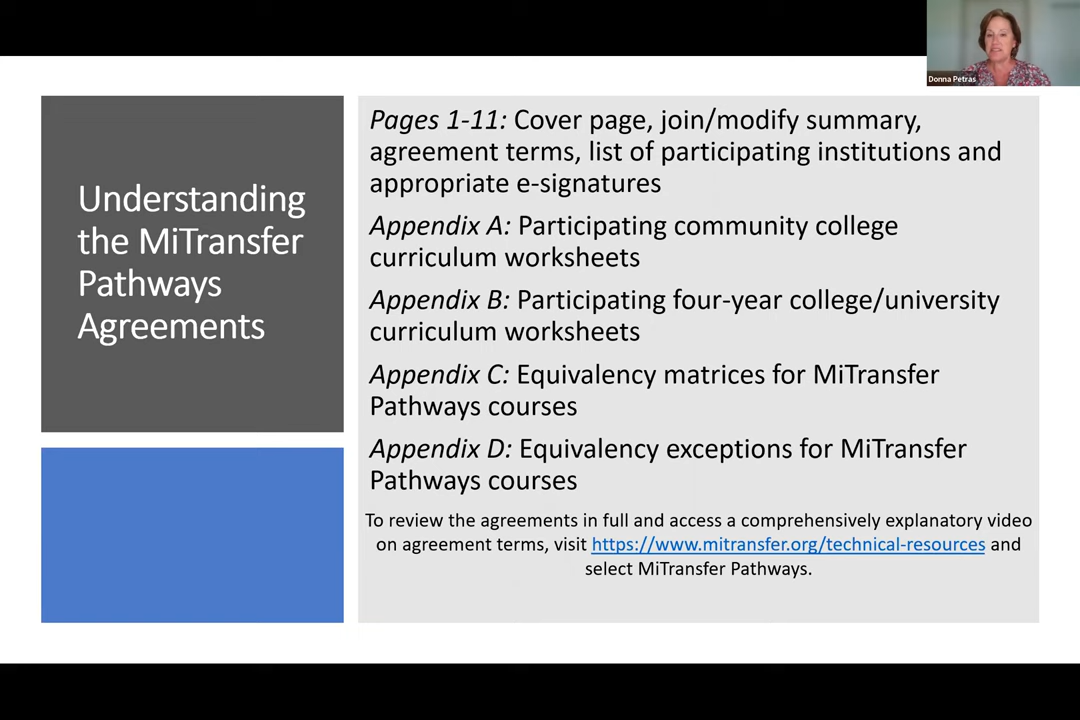 Donna Petras
Understanding
the MiTransfer
Pathways
Agreements
Pages 1-11: Cover page, join/modify summary,
agreement terms, list of participating institutions and
appropriate e-signatures
Appendix A: Participating community college
curriculum worksheets
Appendix B: Participating four-year college/university
curriculum worksheets
Appendix C: Equivalency matrices for MiTransfer
Pathways courses
Appendix D: Equivalency exceptions for MiTransfer
Pathways courses
To review the agreements in full and access a comprehensively explanatory video
on agreement terms, visit https://www.mitransfer.org/technical-resources and
select MiTransfer Pathways.